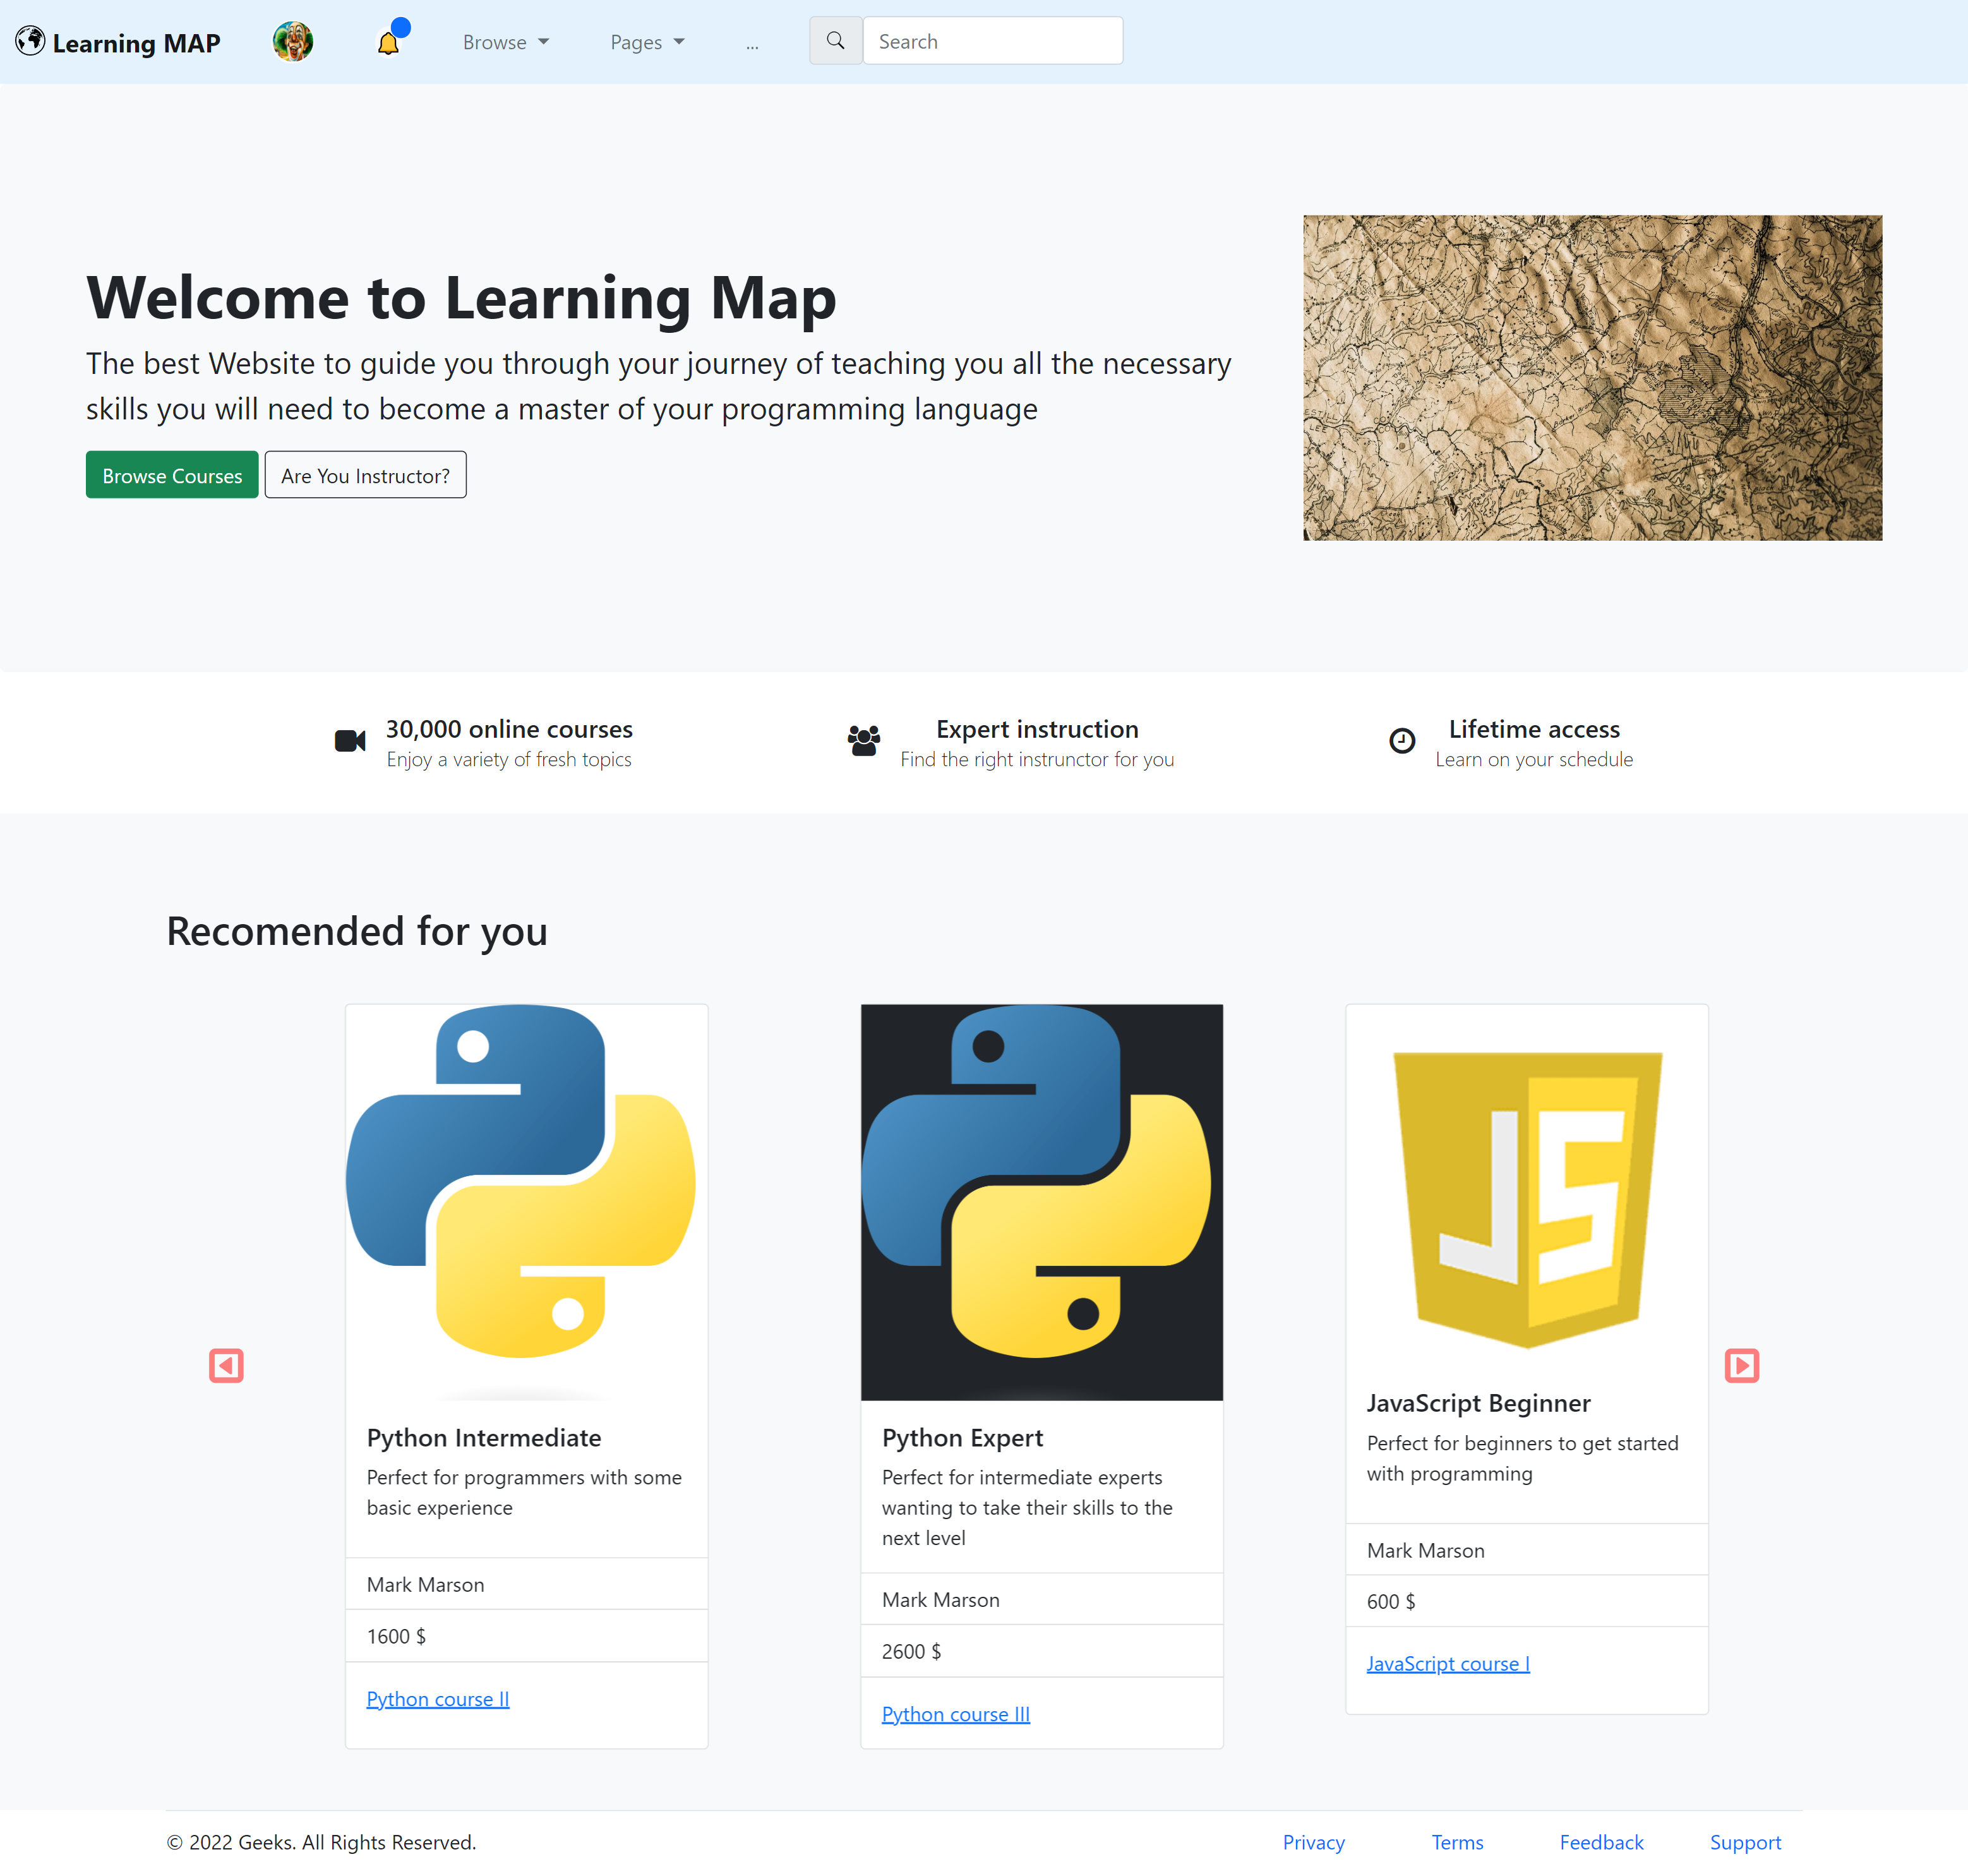 Learning MAP
Browse
Pages
...
Search
Welcome to Learning Map
The best Website to guide you through your journey of teaching you all the necessary
skills you will need to become a master of your programming language
Browse Courses
Are You Instructor?
30,000 online courses
Enjoy a variety of fresh topics
Expert instruction
Find the right instrunctor for you
Lifetime access
Learn on your schedule
Recomended for you
Python Intermediate
Perfect for programmers with some
basic experience
Mark Marson
1600 $
Python course II
Python Expert
Perfect for intermediate experts
wanting to take their skills to the
next level
Mark Marson
2600 $
Python course III
JS
JavaScript Beginner
Perfect for beginners to get started
with programming
Mark Marson
600 $
JavaScript course I
© 2022 Geeks. All Rights Reserved.
Privacy
Terms
Feedback
Support